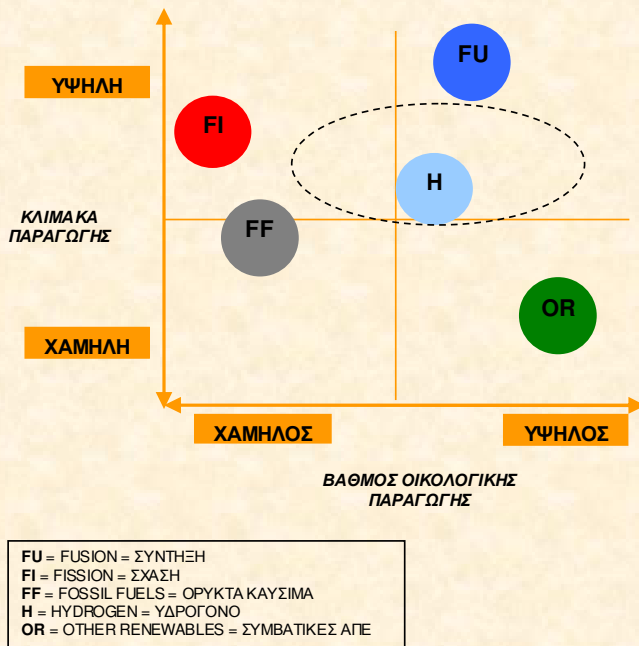 FU
ΥΨΗΛΗ
FI
H
ΚΛΙΜΑΚΑ
ΠΑΡΑΓΩΓΗΣ
FF
OR
ΧΑΜΗΛΗ
ΧΑΜΗΛΟΣ
ΥΨΗΛΟΣ
ΒΑΘΜΟΣ ΟΙΚΟΛΟΓΙΚΗΣ
ΠΑΡΑΓΩΓΗΣ
FU = FUSION = ΣΥΝΤΗΞΗ
FI = FISSION = ΣΧΑΣΗ
FF = FOSSIL FUELS = ΟΡΥΚΤΑ ΚΑΥΣΙΜΑ
H = HYDROGEN = ΥΔΡΟΓΟΝΟ
OR = OTHER RENEWABLES = ΣΥΜΒΑΤΙΚΕΣ ΑΠΕ